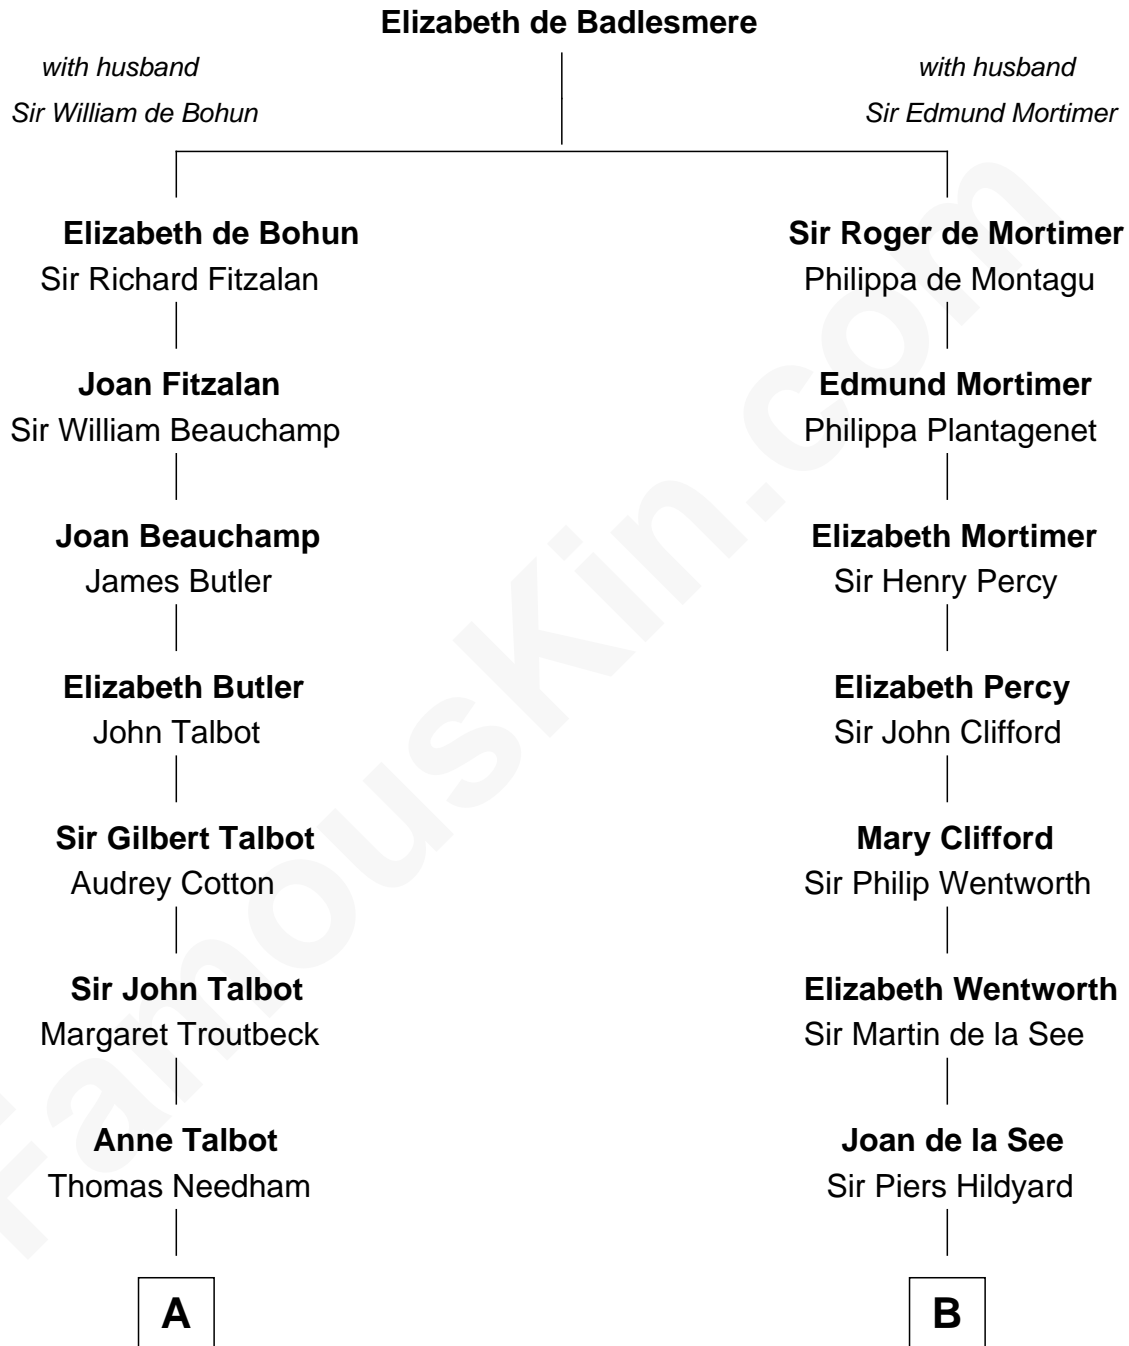 Elizabeth de Badlesmere
with husband
Sir William de Bohun
with husband
Sir Edmund Mortimer
Elizabeth de Bohun
Sir Richard Fitzalan
Sir Roger de Mortimer
Philippa de Montagu
Joan Fitzalan
Sir William Beauchamp
Edmund Mortimer
Philippa Plantagenet
Joan Beauchamp
James Butler
Elizabeth Mortimer
Sir Henry Percy
Elizabeth Butler
John Talbot
Elizabeth Percy
Sir John Clifford
Sir Gilbert Talbot
Audrey Cotton
Mary Clifford
Sir Philip Wentworth
Sir John Talbot
Margaret Troutbeck
Elizabeth Wentworth
Sir Martin de la See
Anne Talbot
Thomas Needham
Joan de la See
Sir Piers Hildyard
A
B
FamousKin.com